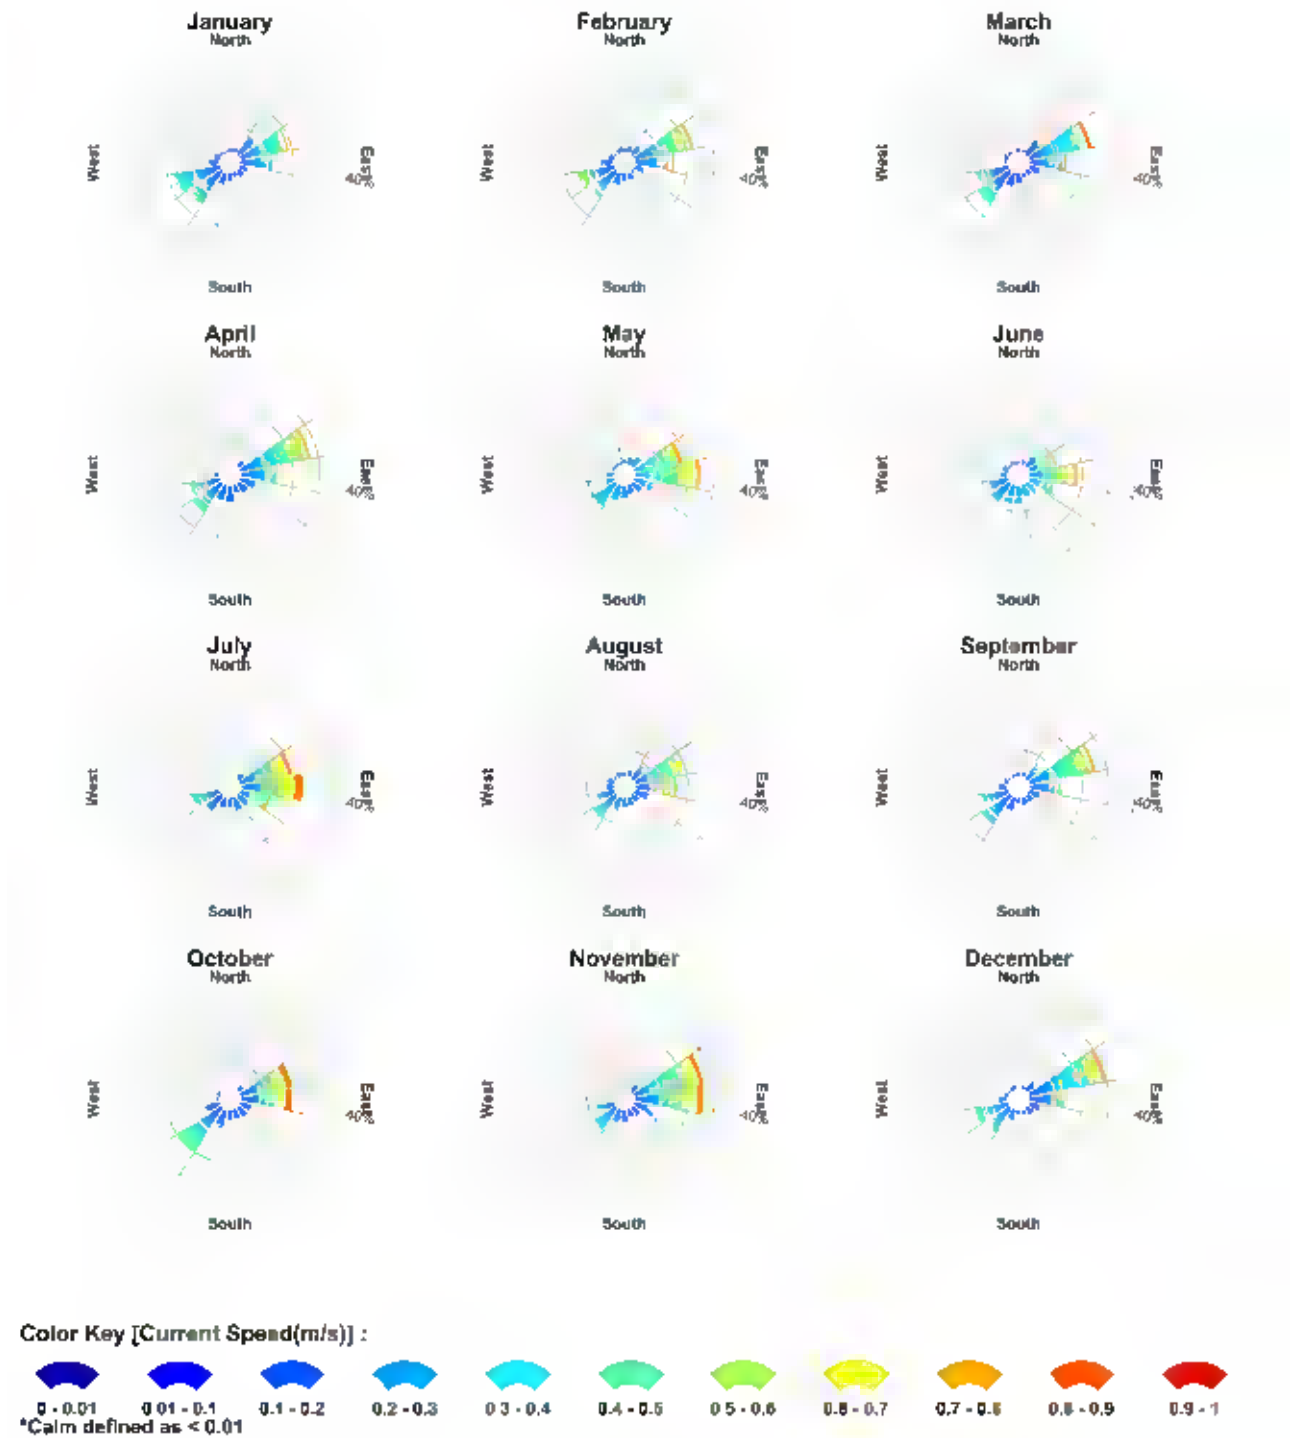 January February March
North North North
West East West East West East
40% 40% 40%
South South South
April May June
North North North
West East West East West East
40% 40% 40%
South South South
July August September
North North North
West East West East West East
40% 40% 40%
South South South
October November December
North North North
West East West East West East
40% 40% 40%
South South South
Color Key [Current Speed(m/s)] :
0 - 0.01 0.01 - 0.1 0.1 - 0.2 0.2 - 0.3 0.3 - 0.4 0.4 - 0.5 0.5 - 0.6 0.6 - 0.7 0.7 - 0.8 0.8 - 0.9 0.9 - 1
*Calm defined as < 0.01